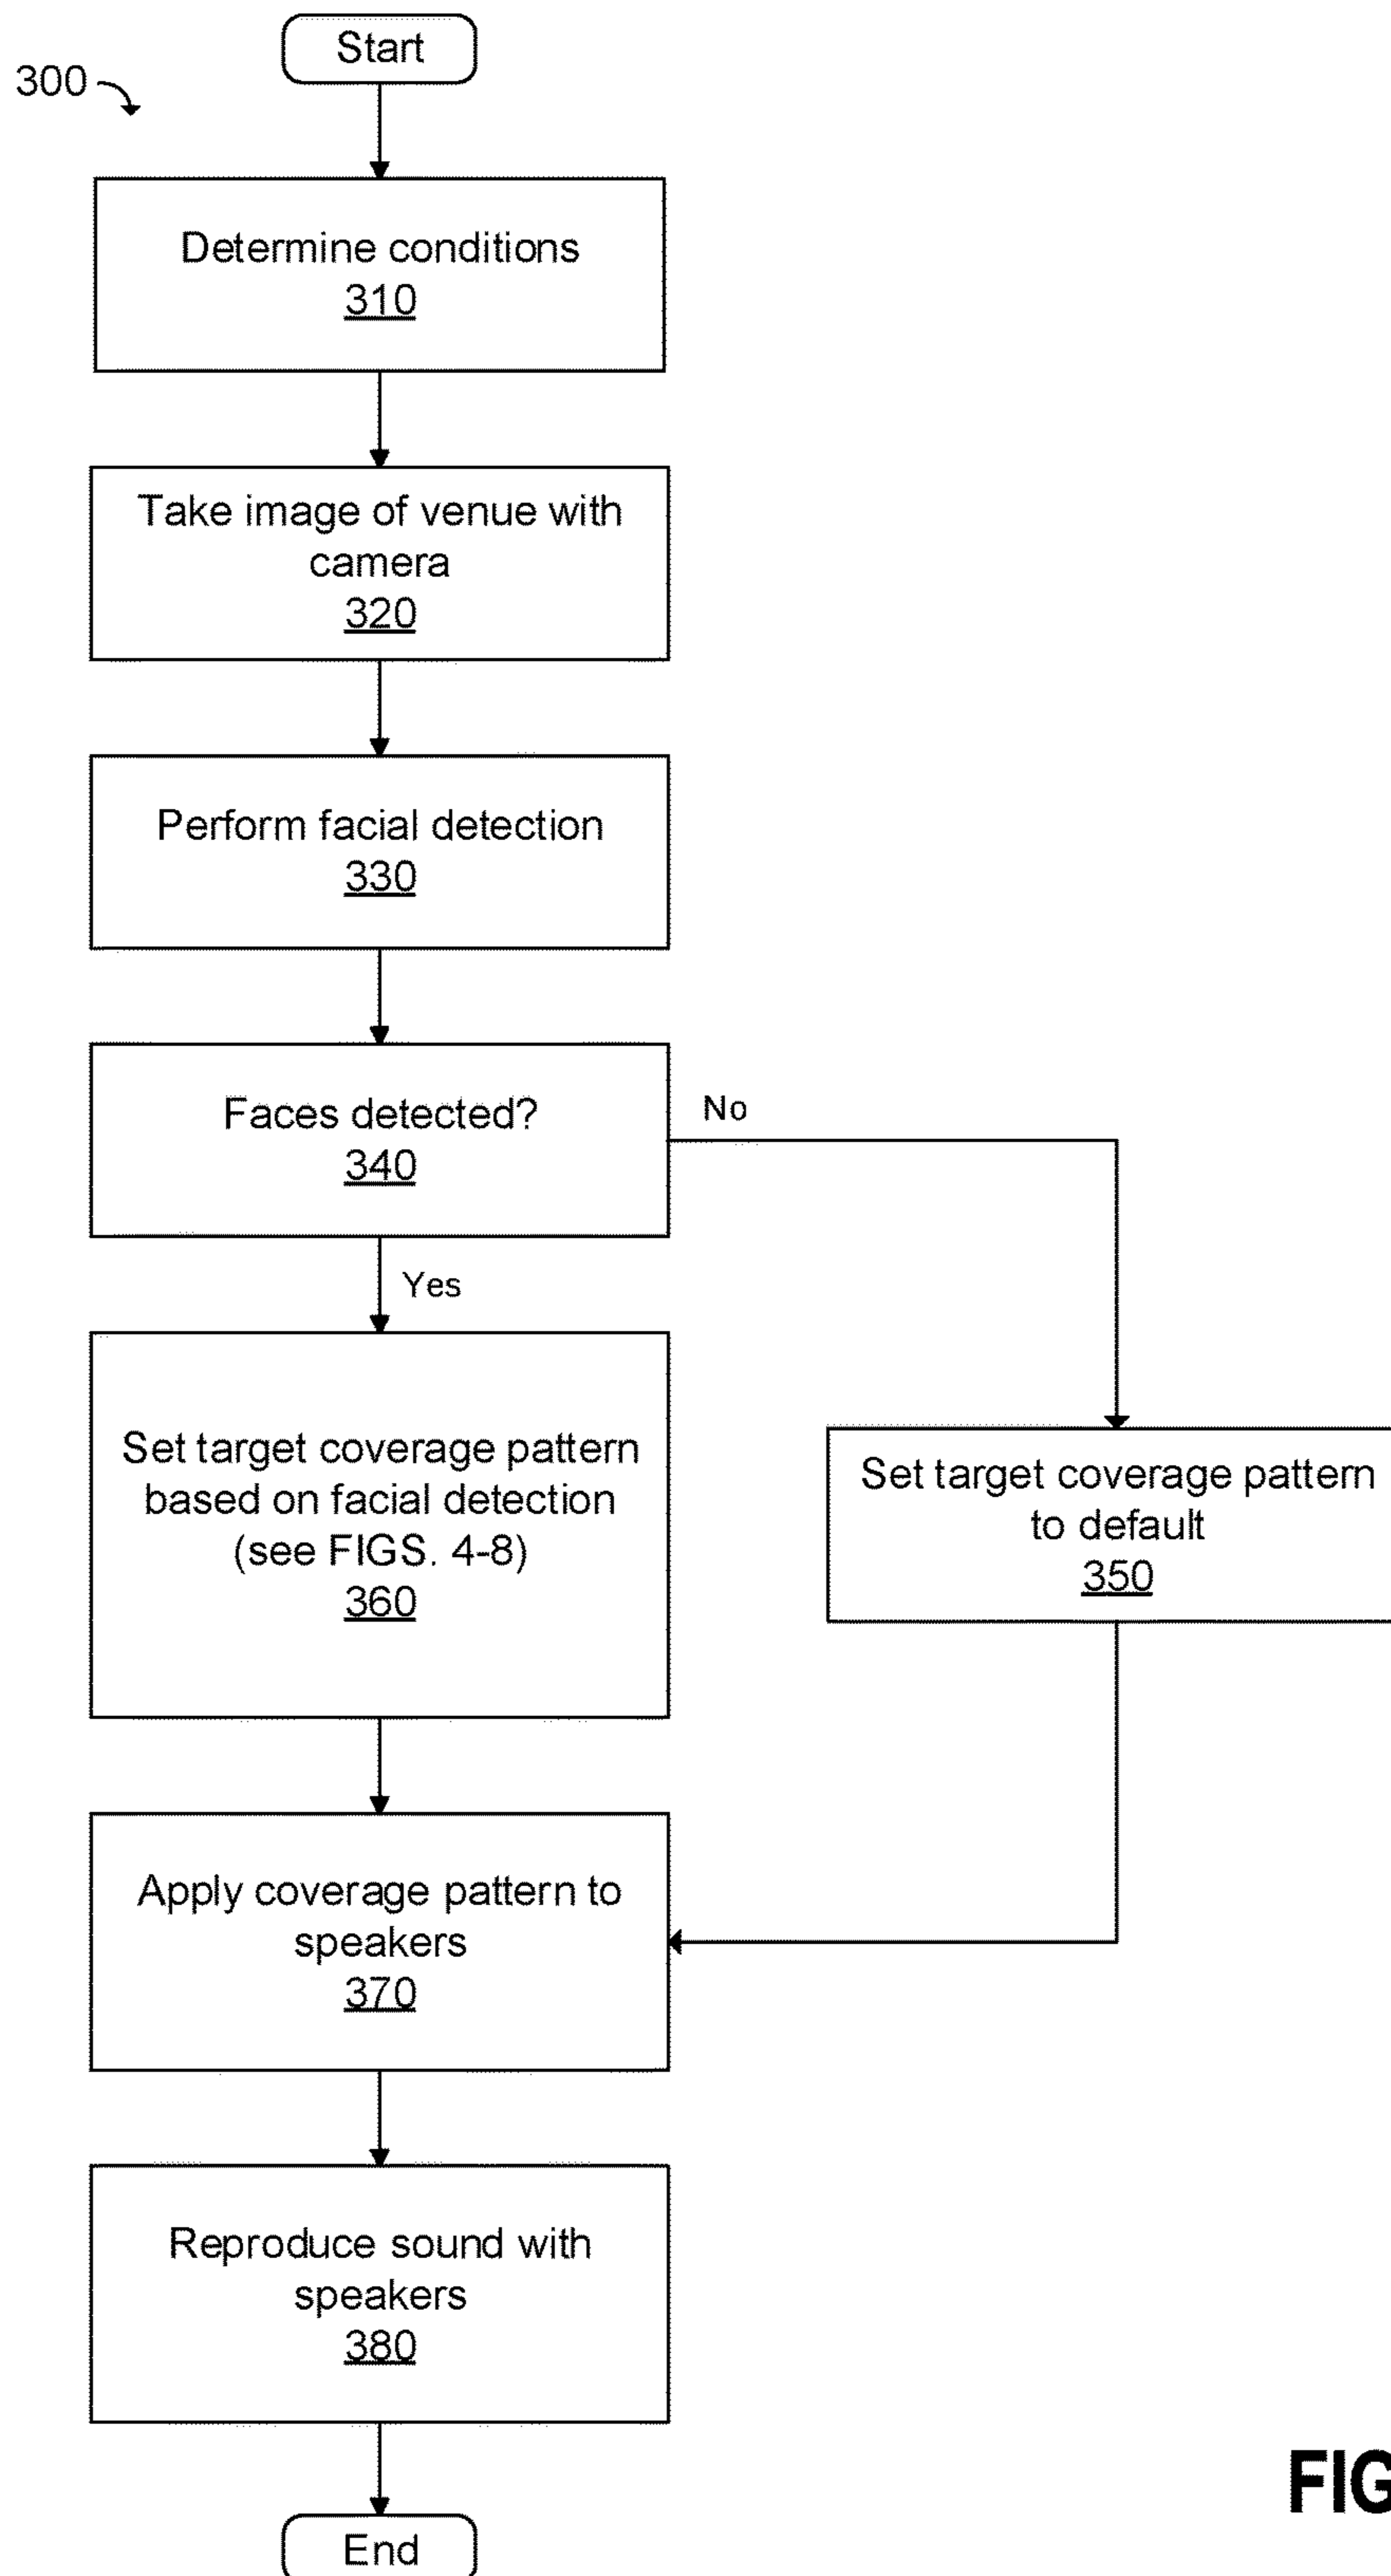 Start
300
Determine conditions
310
Take image of venue with
camera
320
Perform facial detection
330
Faces detected?
340
No
Yes
Set target coverage pattern
based on facial detection
(see FIGS. 4-8)
360
Set target coverage pattern
to default
350
Apply coverage pattern to
speakers
370
Reproduce sound with
speakers
380
FIG
End